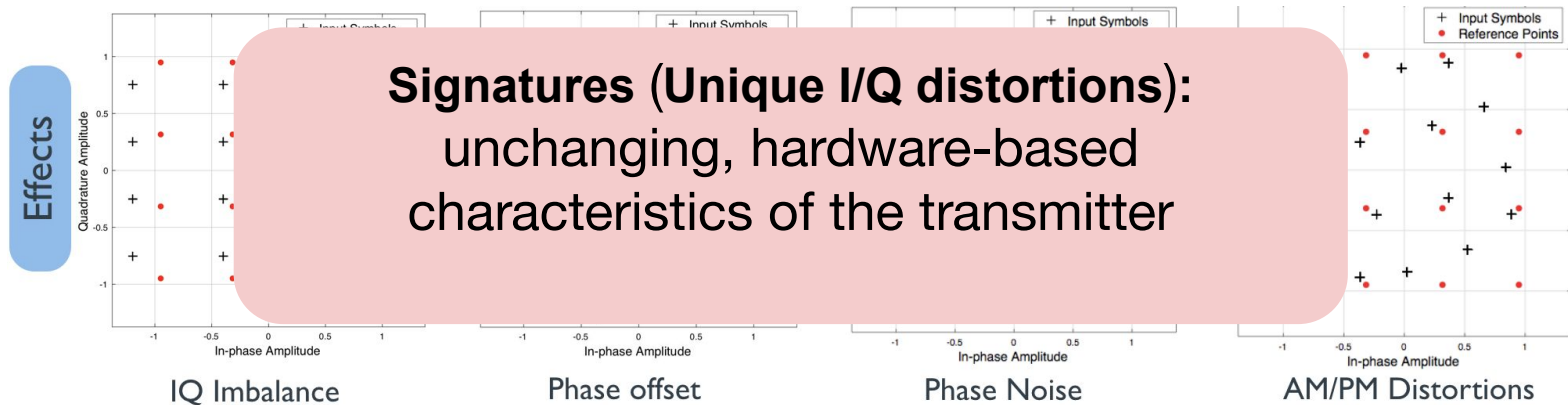 Input Symbols
Input Symbols
Input Symbols
+ Input Symbols
Reference Points
Signatures (Unique I/Q distortions):
unchanging, hardware-based
characteristics of the transmitter
Effects
Quadrature Amplitude
1
0.5
0
-0.5
-1
-1 -0.5 0 0.5 1
In-phase Amplitude
-1 -0.5 0 0.5 1
In-phase Amplitude
-1 -0.5 0 0.5 1
In-phase Amplitude
-1 -0.5 0 0.5 1
In-phase Amplitude
IQ Imbalance
Phase offset
Phase Noise
AM/PM Distortions